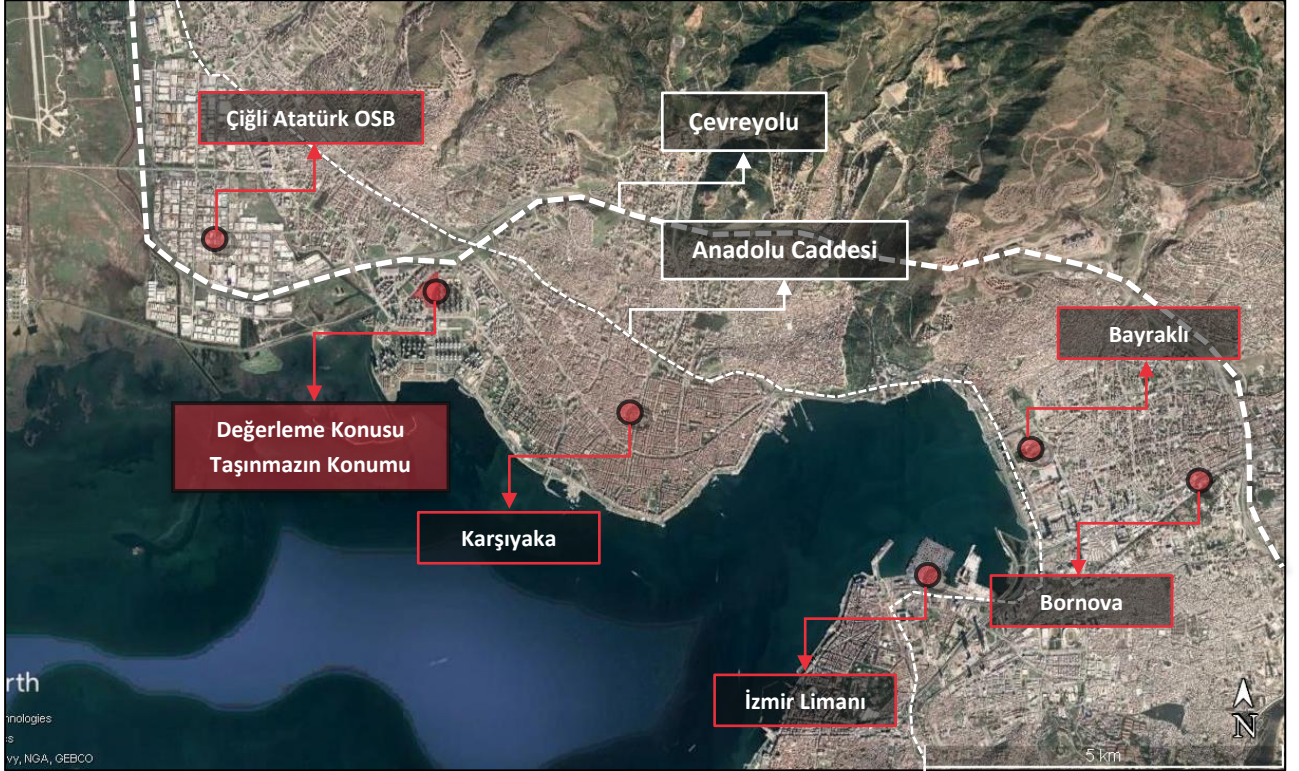 Çiğli Atatürk OSB
Çevreyolu
Anadolu Caddesi
Bayraklı
Değerleme Konusu
Taşınmazın Konumu
Karşıyaka
Bornova
İzmir Limanı
rth
hnologies
s
vy, NGA, GEBCO
N
5 km